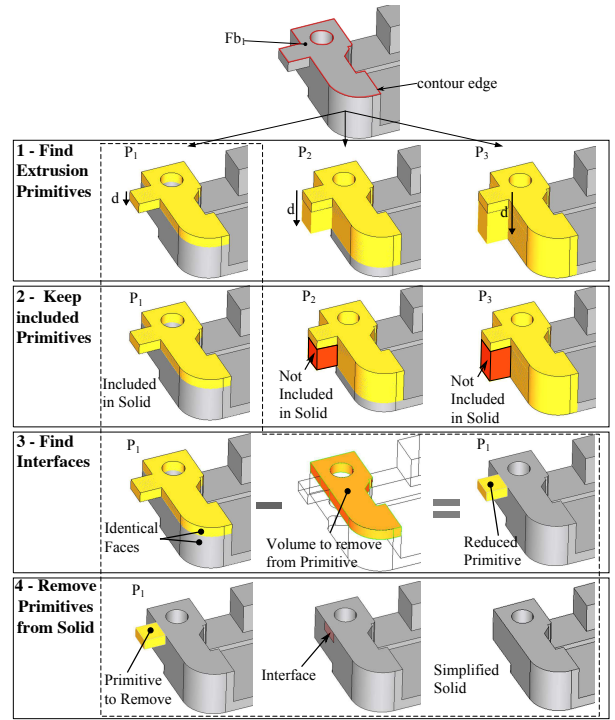 Fb1
contour edge
1 - Find
Extrusion
Primitives
P1
P2
P3
d
d
d
2 - Keep
included
Primitives
P1
P2
P3
Included
in Solid
Not
Included
in Solid
Not
Included
in Solid
3 - Find
Interfaces
P1
P1
Identical
Faces
Volume to remove
from Primitive
Reduced
Primitive
4 - Remove
Primitives
from Solid
P1
Primitive
to Remove
Interface
Simplified
Solid